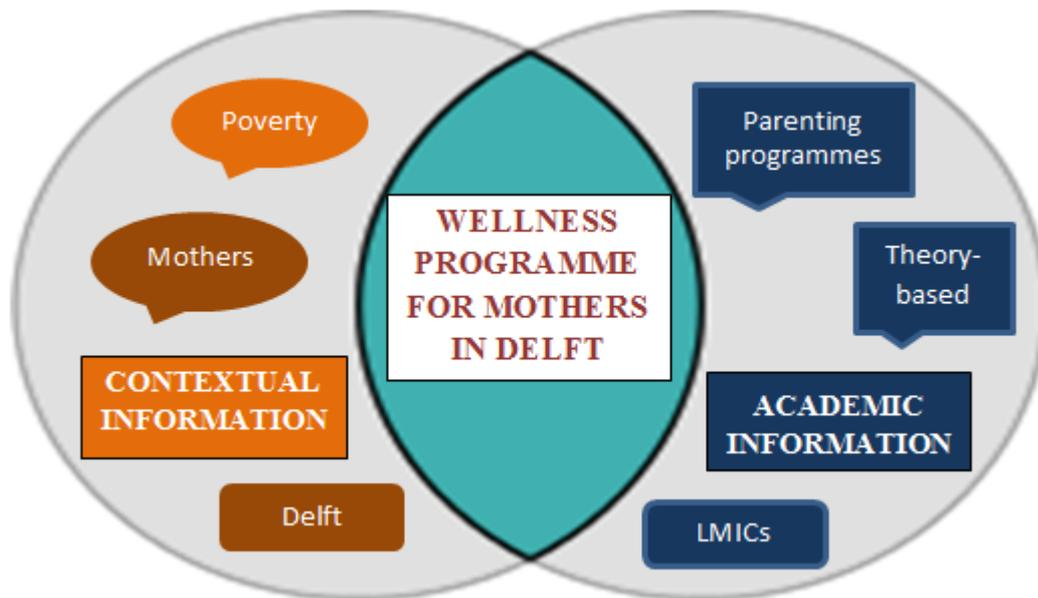 Poverty
Mothers
CONTEXTUAL
INFORMATION
Delft
WELLNESS
PROGRAMME
FOR MOTHERS
IN DELFT
Parenting
programmes
Theory-
based
ACADEMIC
INFORMATION
LMICs